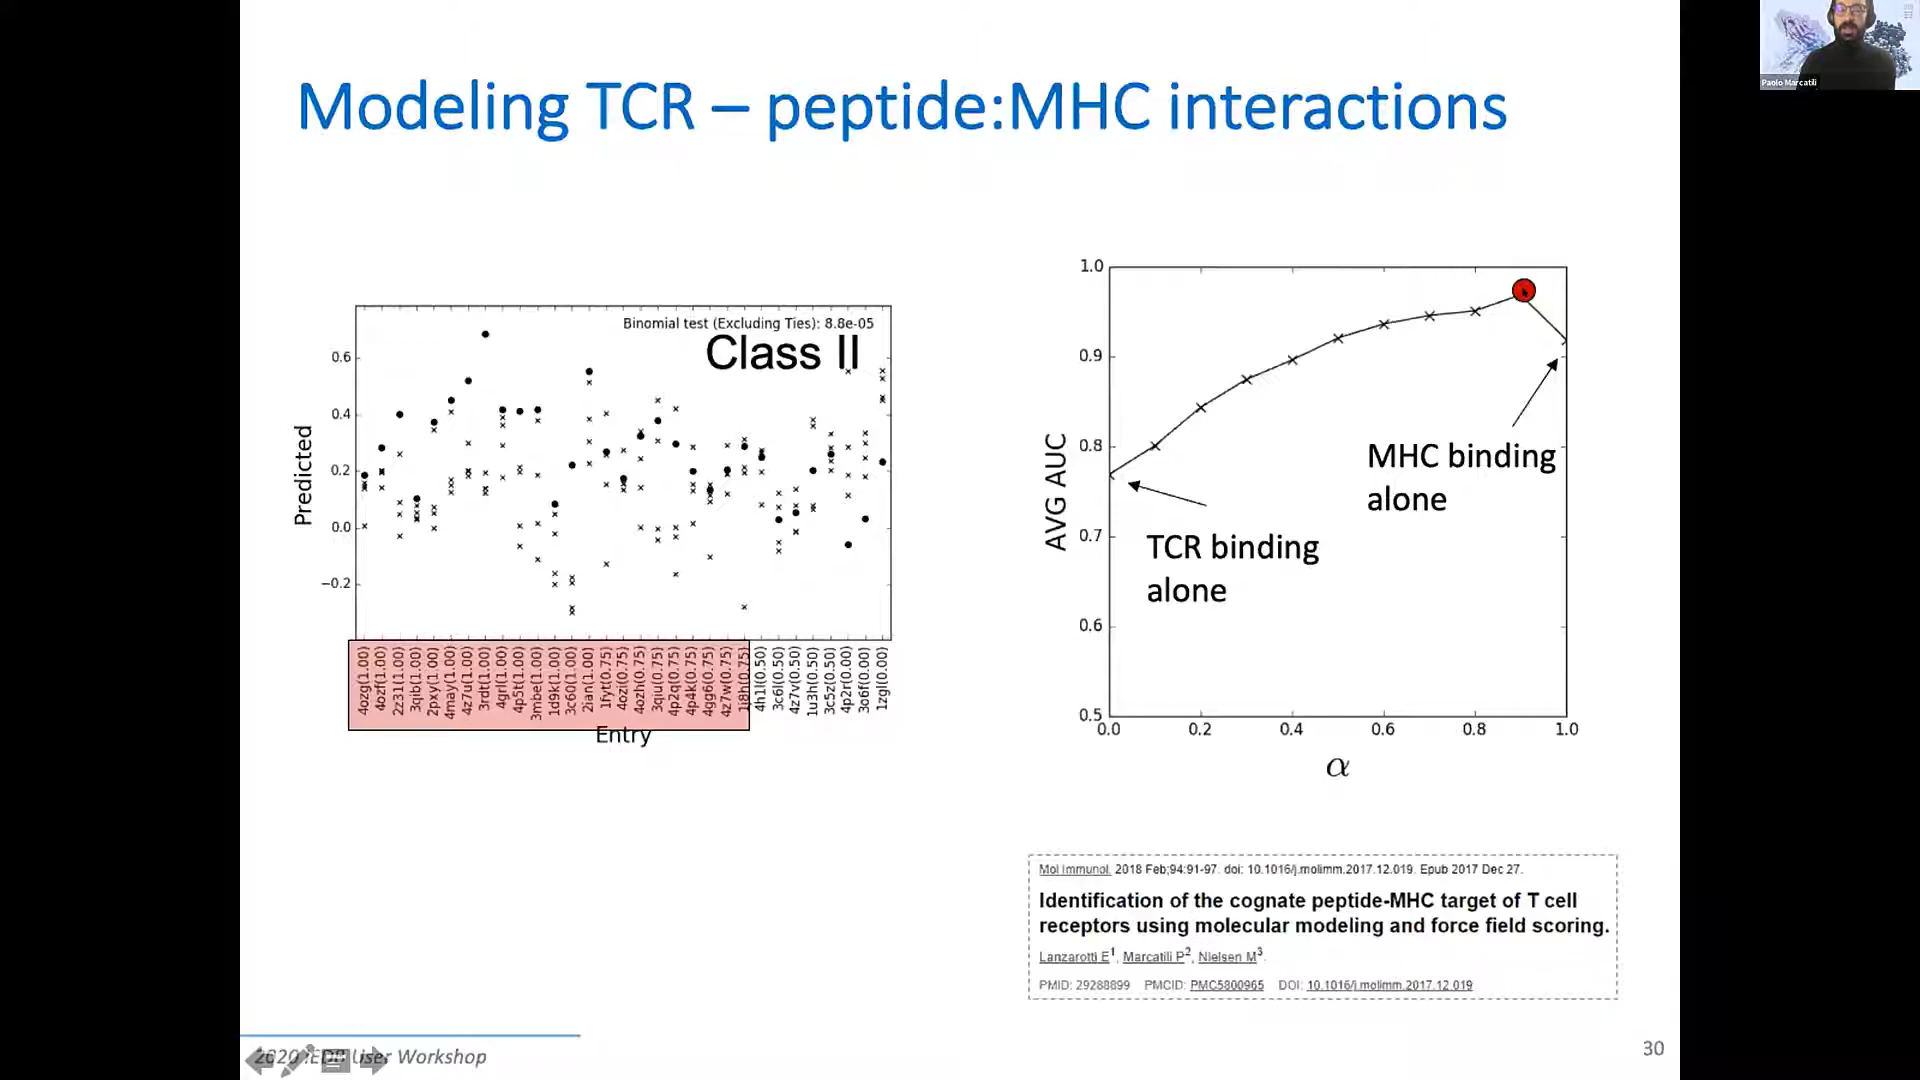 Paolo Marcatili
Modeling TCR – peptide:MHC interactions
Binomial test (Excluding Ties): 8.8e-05
Class II
Predicted
0.6
0.4
0.2
0.0
−0.2
4ozg(1.00)
4ozf(1.00)
2z31(1.00)
3qib(1.00)
2pxy(1.00)
4may(1.00)
4z7u(1.00)
3rdt(1.00)
4grl(1.00)
4p5t(1.00)
3mbe(1.00)
1d9k(1.00)
3c60(1.00)
2ian(1.00)
1fyt(0.75)
4ozi(0.75)
4ozh(0.75)
3qiu(0.75)
4p2q(0.75)
4p4k(0.75)
4gg6(0.75)
4z7w(0.75)
1j8h(0.75)
4h1l(0.50)
3c6l(0.50)
4z7v(0.50)
1u3h(0.50)
3c5z(0.50)
4p2r(0.00)
3o6f(0.00)
1zgl(0.00)
Entry
AVG AUC
1.0
0.9
0.8
0.7
0.6
0.5
MHC binding
alone
TCR binding
alone
0.0 0.2 0.4 0.6 0.8 1.0
α
Mol Immunol. 2018 Feb;94:91-97. doi: 10.1016/j.molimm.2017.12.019. Epub 2017 Dec 27.
Identification of the cognate peptide-MHC target of T cell
receptors using molecular modeling and force field scoring.
Lanzarotti E1, Marcatili P2, Nielsen M3.
PMID: 29288899 PMCID: PMC5800965 DOI: 10.1016/j.molimm.2017.12.019
2020 IEDB User Workshop
30